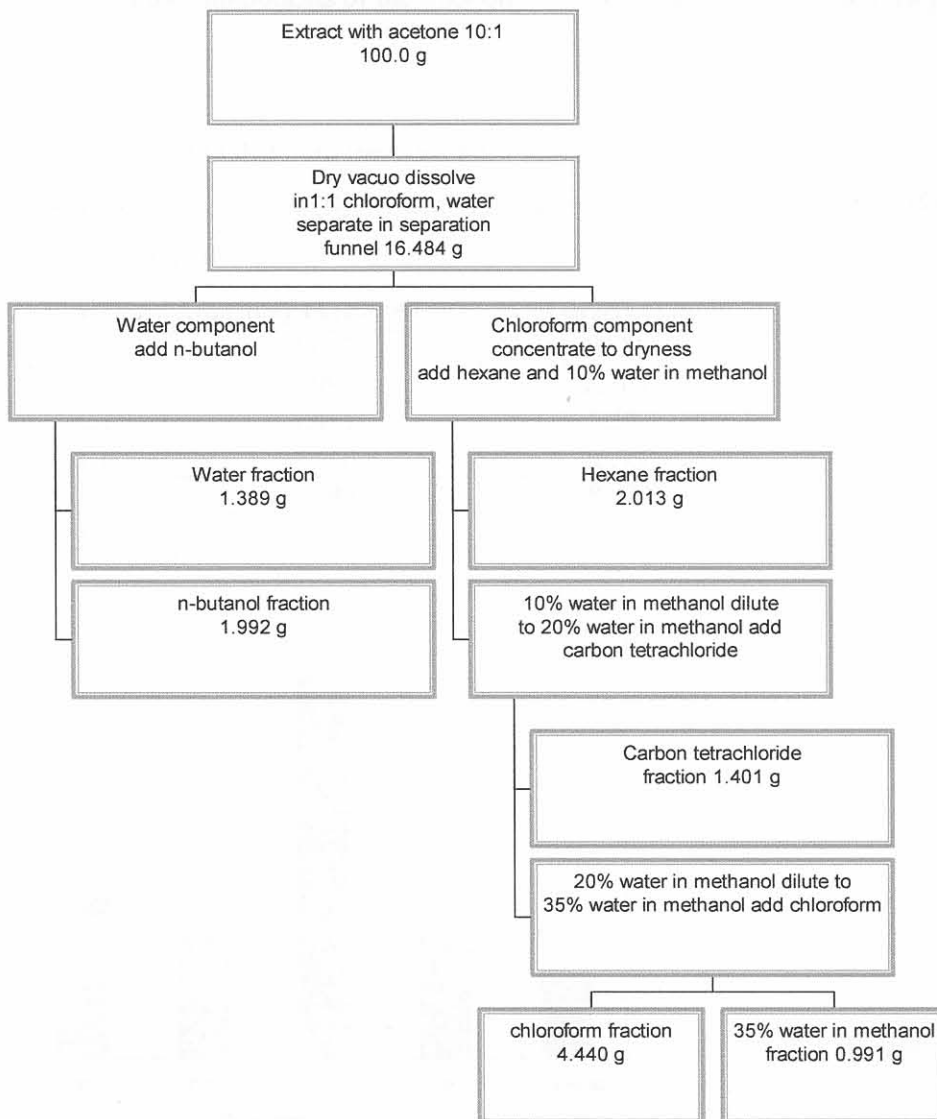 Extract with acetone 10:1
100.0 g
Dry vacuo dissolve
in1:1 chloroform, water
separate in separation
funnel 16.484 g
Water component
add n-butanol
Chloroform component
concentrate to dryness
add hexane and 10% water in methanol
Water fraction
1.389 g
Hexane fraction
2.013 g
n-butanol fraction
1.992 g
10% water in methanol dilute
to 20% water in methanol add
carbon tetrachloride
Carbon tetrachloride
fraction 1.401 g
20% water in methanol dilute to
35% water in methanol add chloroform
chloroform fraction
4.440 g
35% water in methanol
fraction 0.991 g